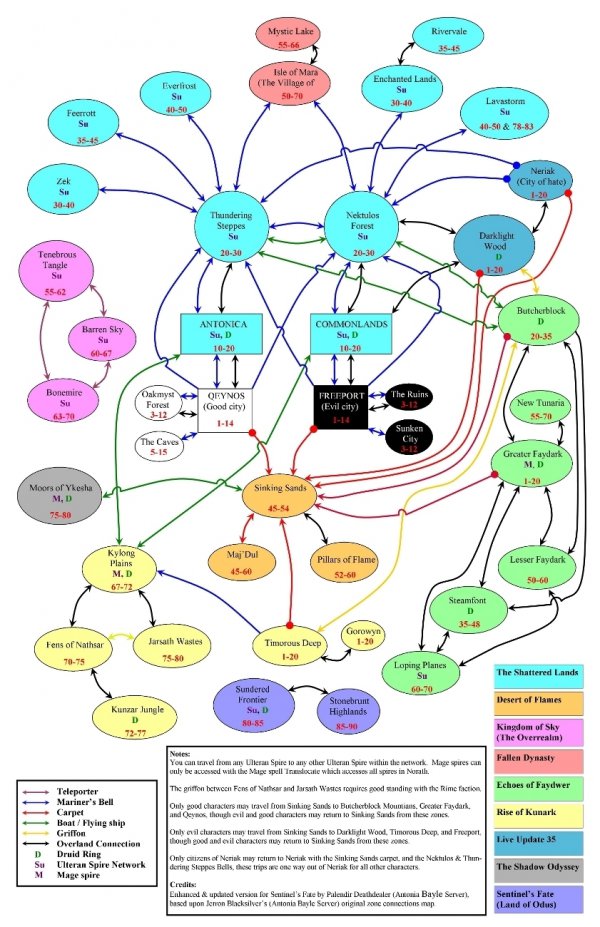 Mystic Lake
55-66
Rivervale
35-45
Isle of Mara
(The Village of
50-70
Everfrost
Su
40-50
Enchanted Lands
Su
30-40
Feerrott
Su
35-45
Lavastorm
Su
40-50 & 78-83
Zek
Su
30-40
Neriak
(City of hate)
1-20
Thundering
Steppes
Su
20-30
Nektulos
Forest
Su
20-30
Darklight
Wood
D
1-20
Tenebrous
Tangle
Su
55-62
Barren Sky
Su
60-67
Bonemire
Su
63-70
ANTONICA
Su, D
10-20
COMMONLANDS
Su, D
10-20
Butcherblock
D
20-35
Oakmyst
Forest
3-12
QEYNOS
(Good city)
1-14
FREEPORT
(Evil city)
1-14
The Ruins
3-12
The Caves
5-15
Sunken
City
3-12
New Tunaria
55-70
Greater Faydark
M, D
1-20
Moors of Ykesha
M, D
75-80
Sinking Sands
45-54
Maj`Dul
45-60
Pillars of Flame
52-60
Lesser Faydark
50-60
Kylong
Plains
M, D
67-72
Steamfont
D
35-48
Fens of Nathsar
70-75
Jarsath Wastes
75-80
Timorous Deep
1-20
Gorowyn
1-20
Loping Planes
Su
60-70
Kunzar Jungle
D
72-77
Sundered
Frontier
Su, D
80-85
Stonebrunt
Highlands
85-90
The Shattered Lands
Desert of Flames
Kingdom of Sky
(The Overrealm)
Fallen Dynasty
Echoes of Faydwer
Rise of Kunark
Live Update 35
The Shadow Odyssey
Sentinel's Fate
(Land of Odus)
Teleporter
Mariner's Bell
Carpet
Boat / Flying ship
Griffon
Overland Connection
D Druid Ring
Su Ulteran Spire Network
M Mage spire
Notes:
You can travel from any Ulteran Spire to any other Ulteran Spire within the network. Mage spires can
only be accessed with the Mage spell Translocate which accesses all spires in Norath.
The griffon between Fens of Nathsar and Jarsath Wastes requires good standing with the Rime faction.
Only good characters may travel from Sinking Sands to Butcherblock Mountians, Greater Faydark,
and Qeynos, though evil and good characters may return to Sinking Sands from these zones.
Only evil characters may travel from Sinking Sands to Darklight Wood, Timorous Deep, and Freeport,
though good and evil characters may return to Sinking Sands from these zones.
Only citizens of Neriak may return to Neriak with the Sinking Sands carpet, and the Nektulos & Thun-
dering Steppes Bells, these trips are one way out of Neriak for all other characters.
Credits:
Enhanced & updated version for Sentinel's Fate by Palendir Deathdealer (Antonia Bayle Server),
based upon Jerron Blacksilver's (Antonia Bayle Server) original zone connections map.